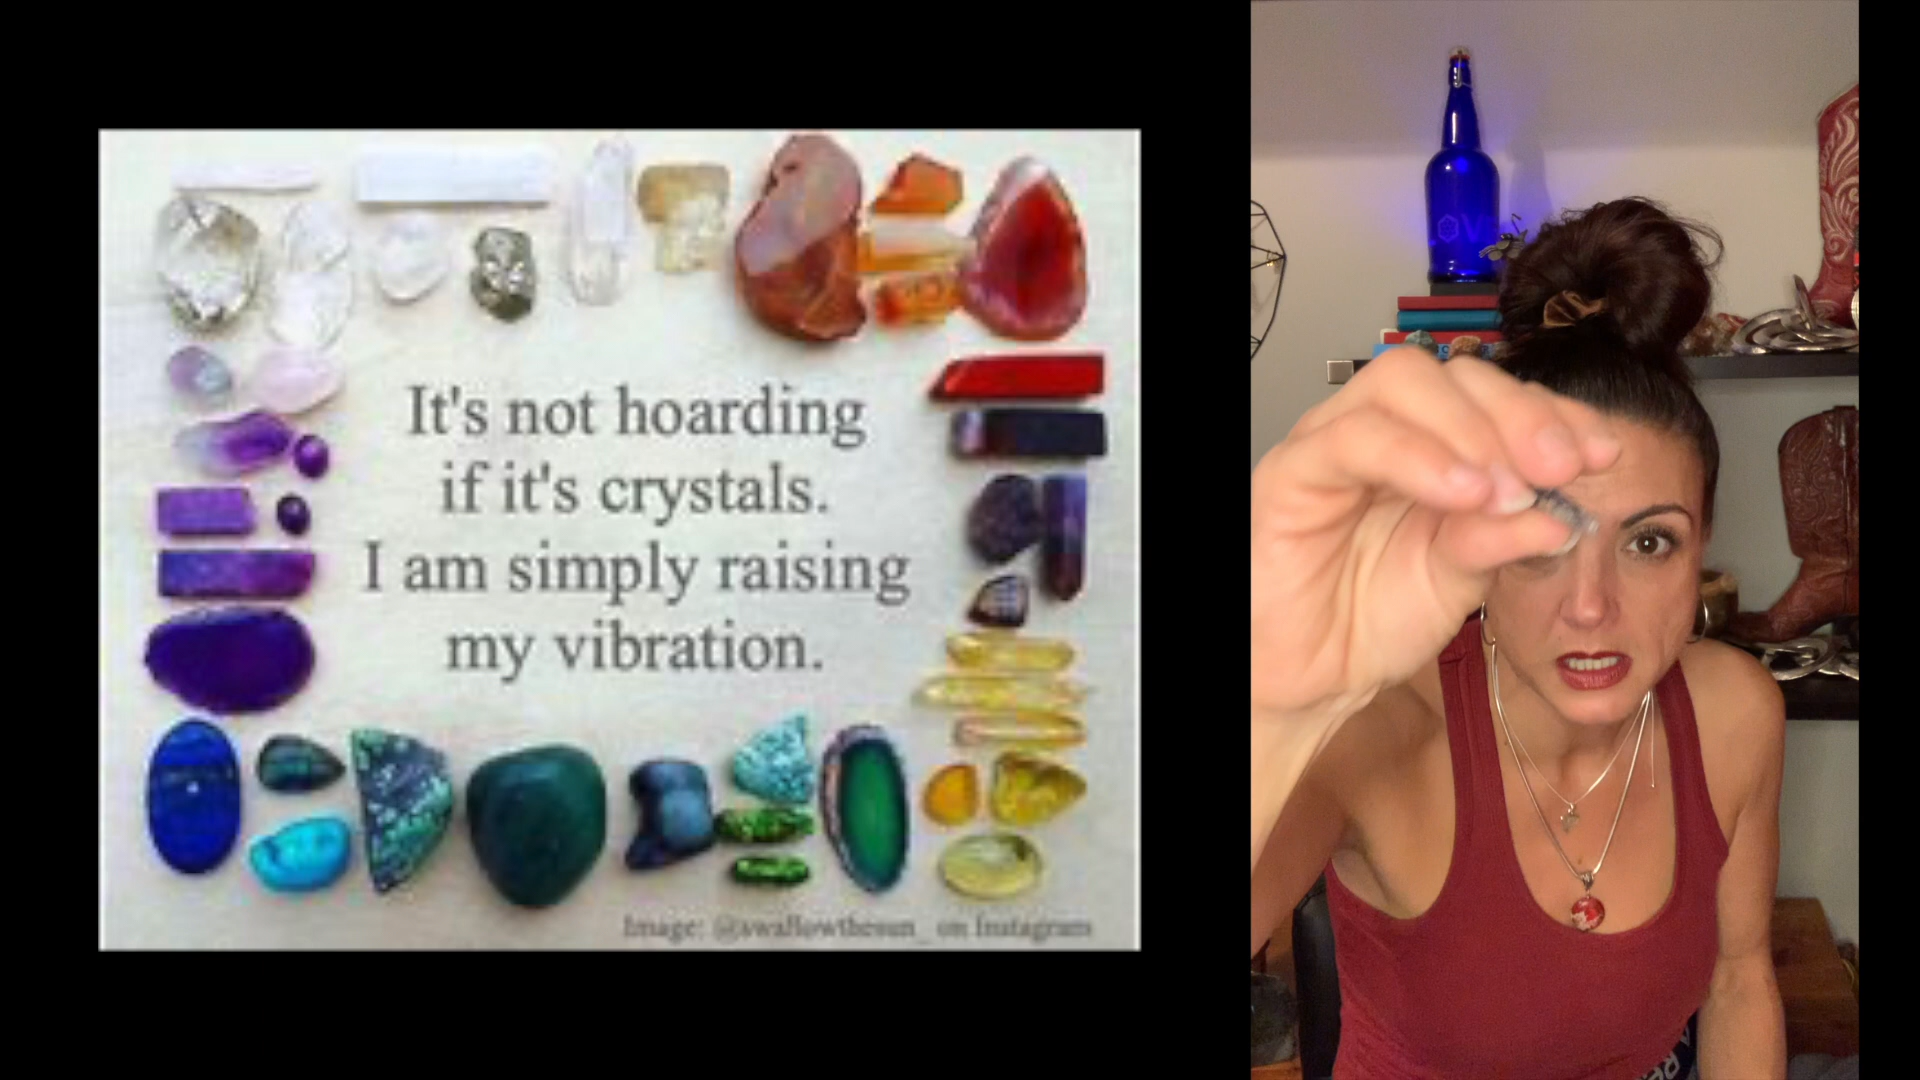 It's not hoarding
if it's crystals.
I am simply raising
my vibration.
Image: @swallowthesun_ on Instagram